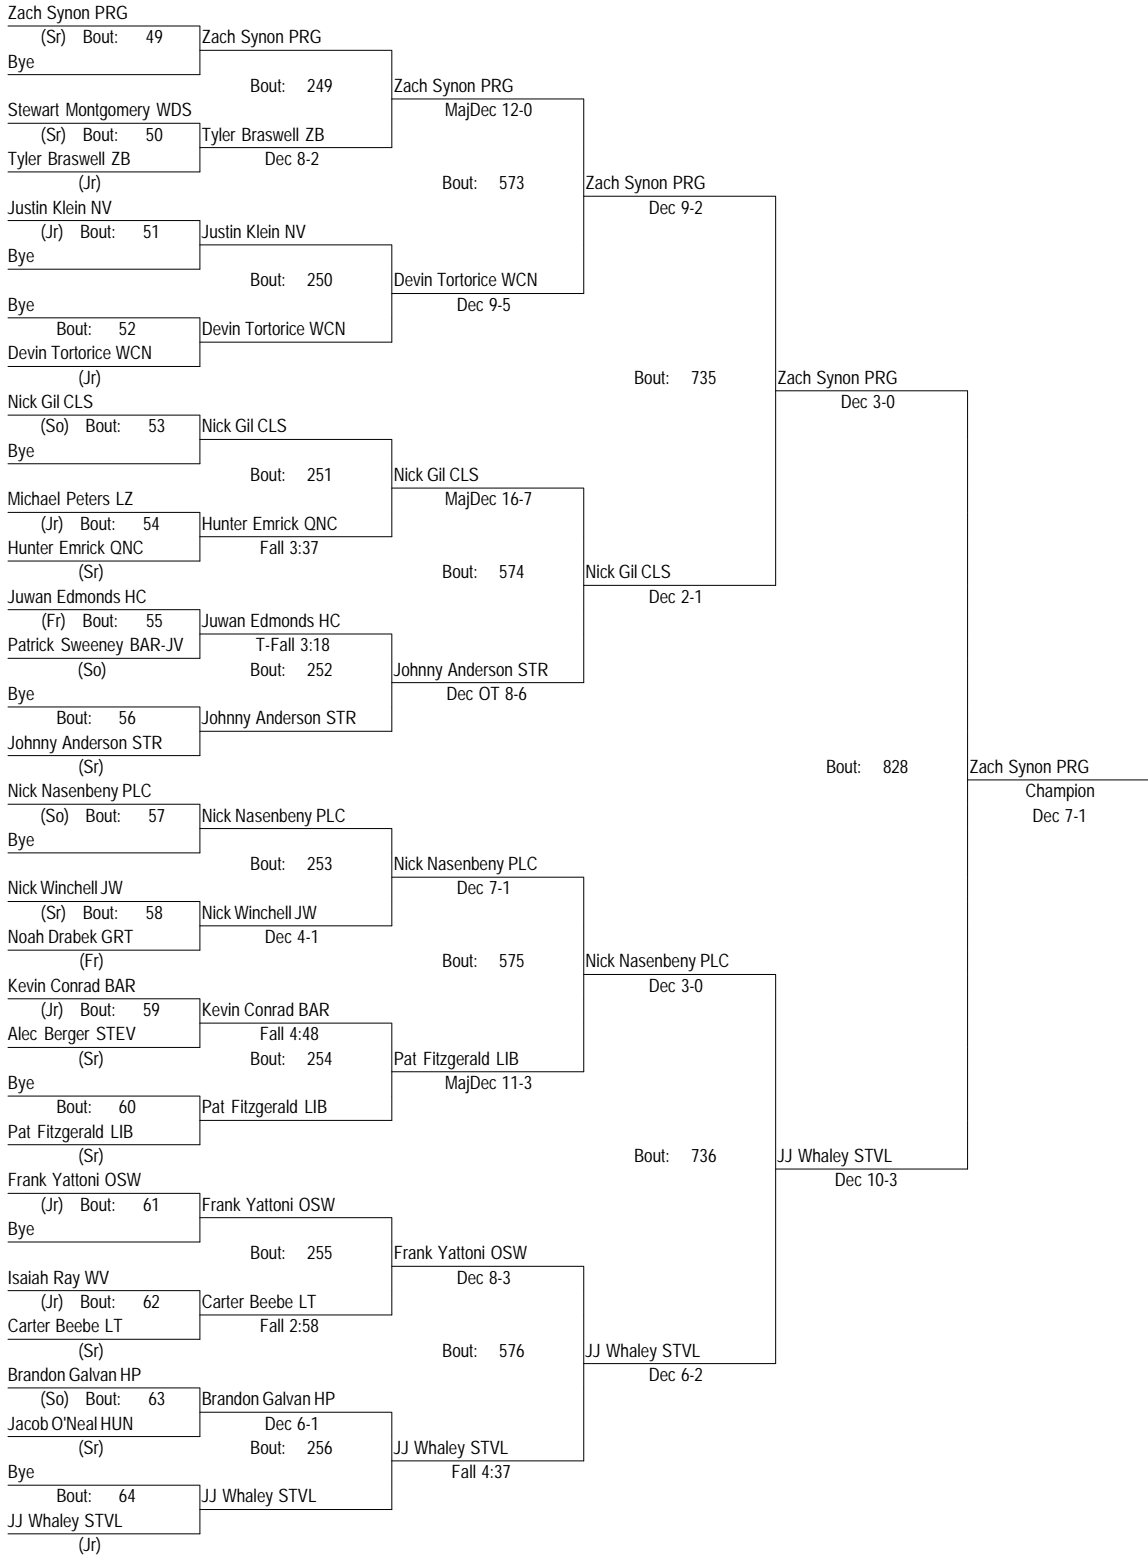 Zach Synon PRG
(Sr) Bout: 49 Zach Synon PRG
Bye
Bout: 249 Zach Synon PRG
Stewart Montgomery WDS MajDec 12-0
(Sr) Bout: 50 Tyler Braswell ZB
Tyler Braswell ZB Dec 8-2
(Jr) Bout: 573 Zach Synon PRG
Justin Klein NV Dec 9-2
(Jr) Bout: 51 Justin Klein NV
Bye
Bout: 250 Devin Tortorice WCN
Bye Dec 9-5
Bout: 52 Devin Tortorice WCN
Devin Tortorice WCN
(Jr) Bout: 735 Zach Synon PRG
Nick Gil CLS Dec 3-0
(So) Bout: 53 Nick Gil CLS
Bye
Bout: 251 Nick Gil CLS
Michael Peters LZ MajDec 16-7
(Jr) Bout: 54 Hunter Emrick QNC
Hunter Emrick QNC Fall 3:37
(Sr) Bout: 574 Nick Gil CLS
Juwan Edmonds HC Dec 2-1
(Fr) Bout: 55 Juwan Edmonds HC
Patrick Sweeney BAR-JV T-Fall 3:18
(So) Bout: 252 Johnny Anderson STR
Bye Dec OT 8-6
Bout: 56 Johnny Anderson STR
Johnny Anderson STR
(Sr) Bout: 828 Zach Synon PRG
Nick Nasenbeny PLC Champion
(So) Bout: 57 Nick Nasenbeny PLC Dec 7-1
Bye
Bout: 253 Nick Nasenbeny PLC
Nick Winchell JW Dec 7-1
(Sr) Bout: 58 Nick Winchell JW
Noah Drabek GRT Dec 4-1
(Fr) Bout: 575 Nick Nasenbeny PLC
Kevin Conrad BAR Dec 3-0
(Jr) Bout: 59 Kevin Conrad BAR
Alec Berger STEV Fall 4:48
(Sr) Bout: 254 Pat Fitzgerald LIB
Bye MajDec 11-3
Bout: 60 Pat Fitzgerald LIB
Pat Fitzgerald LIB
(Sr) Bout: 736 JJ Whaley STVL
Frank Yattoni OSW Dec 10-3
(Jr) Bout: 61 Frank Yattoni OSW
Bye
Bout: 255 Frank Yattoni OSW
Isaiah Ray WV Dec 8-3
(Jr) Bout: 62 Carter Beebe LT
Carter Beebe LT Fall 2:58
(Sr) Bout: 576 JJ Whaley STVL
Brandon Galvan HP Dec 6-2
(So) Bout: 63 Brandon Galvan HP
Jacob O'Neal HUN Dec 6-1
(Sr) Bout: 256 JJ Whaley STVL
Bye Fall 4:37
Bout: 64 JJ Whaley STVL
JJ Whaley STVL
(Jr)